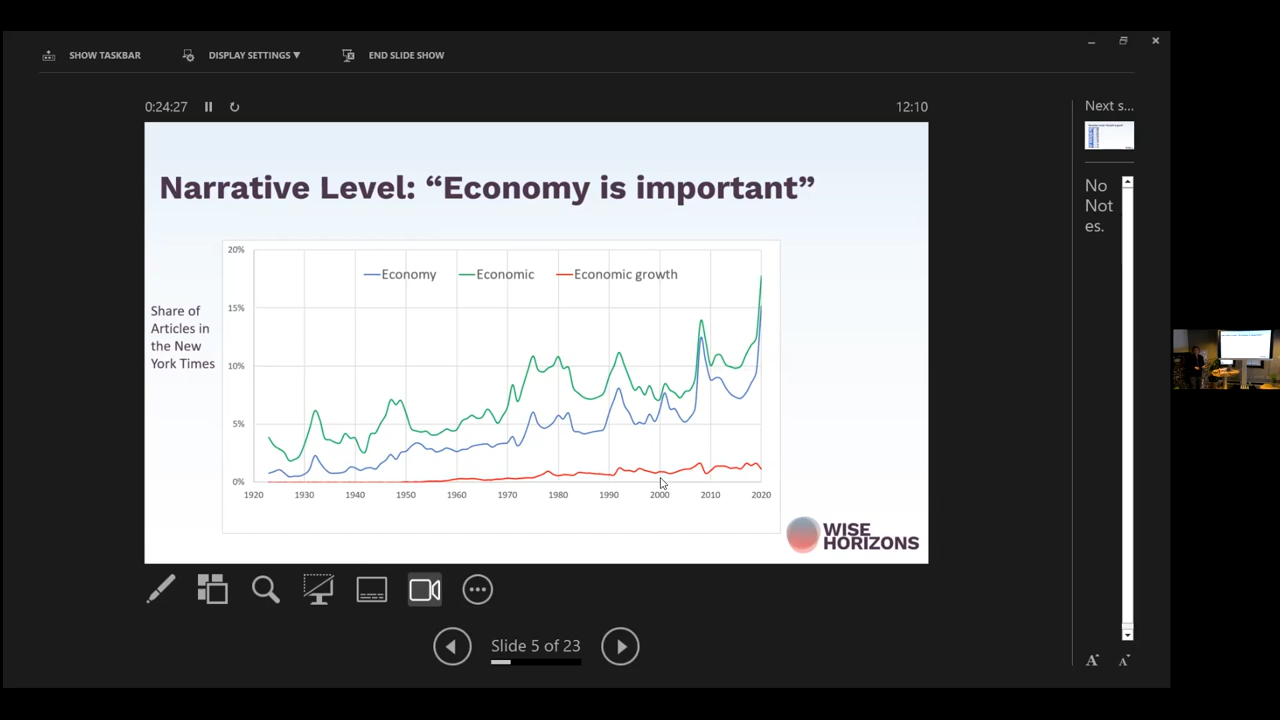 SHOW TASKBAR
DISPLAY SETTINGS ▼
END SLIDE SHOW
0:24:27
12:10
Next s...
Narrative Level: “Economy is important”
20%
15%
10%
5%
0%
Economy
Economic
Economic growth
Share of
Articles in
the New
York Times
1920
1930
1940
1950
1960
1970
1980
1990
2000
2010
2020
WISE
HORIZONS
No
Not
es.
Slide 5 of 23
A
A